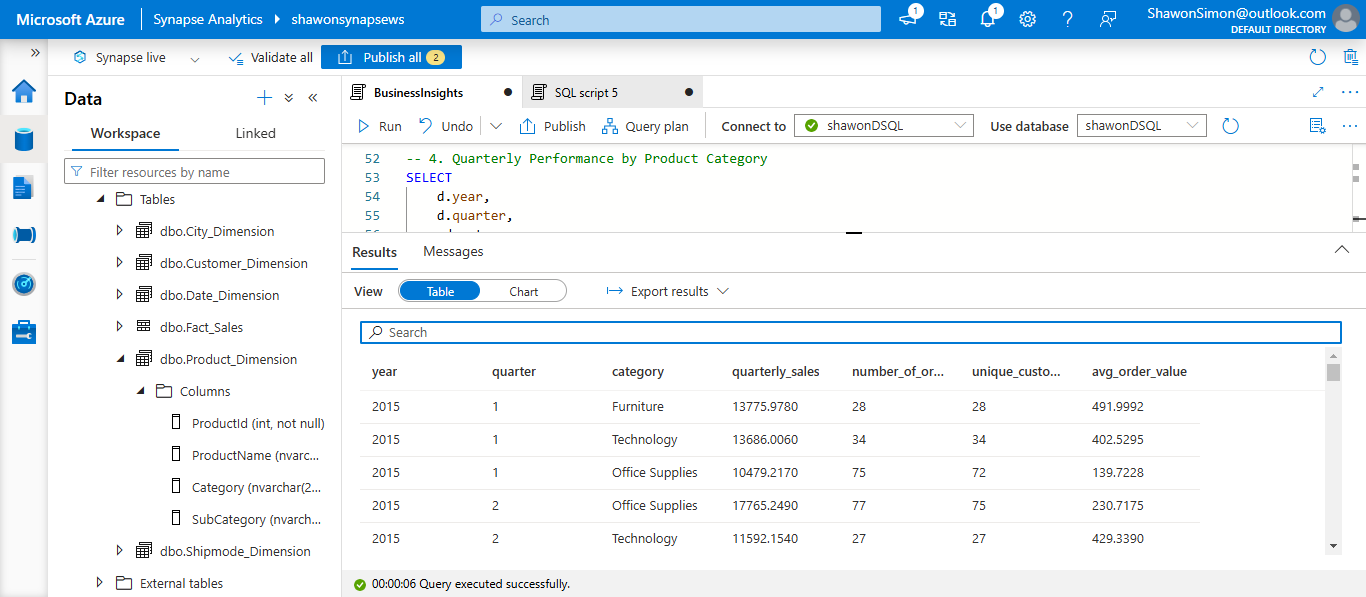 Microsoft Azure Synapse Analytics shawonsynapsews Search 1 1 ShawonSimon@outlook.com
DEFAULT DIRECTORY
Synapse live Validate all Publish all 2
Data
Workspace Linked
Filter resources by name
Tables
dbo.City_Dimension
dbo.Customer_Dimension
dbo.Date_Dimension
dbo.Fact_Sales
dbo.Product_Dimension
Columns
ProductId (int, not null)
ProductName (nvarc...
Category (nvarchar(2...
SubCategory (nvarch...
dbo.Shipmode_Dimension
External tables
BusinessInsights SQL script 5
Run Undo Publish Query plan Connect to shawonDSQL Use database shawonDSQL
52 -- 4. Quarterly Performance by Product Category
53 SELECT
54 d.year,
55 d.quarter,
Results Messages
View Table Chart Export results
Search
year quarter category quarterly_sales number_of_or... unique_custo... avg_order_value
2015 1 Furniture 13775.9780 28 28 491.9992
2015 1 Technology 13686.0060 34 34 402.5295
2015 1 Office Supplies 10479.2170 75 72 139.7228
2015 2 Office Supplies 17765.2490 77 75 230.7175
2015 2 Technology 11592.1540 27 27 429.3390
00:00:06 Query executed successfully.